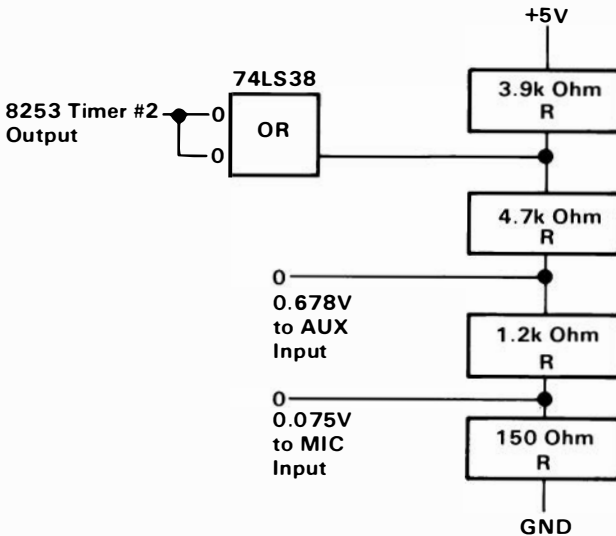 +5V
74LS38
3.9k Ohm
R
8253 Timer #2
Output
0
0
OR
4.7k Ohm
R
0
0.678V
to AUX
Input
1.2k Ohm
R
0
0.075V
to MIC
Input
150 Ohm
R
GND